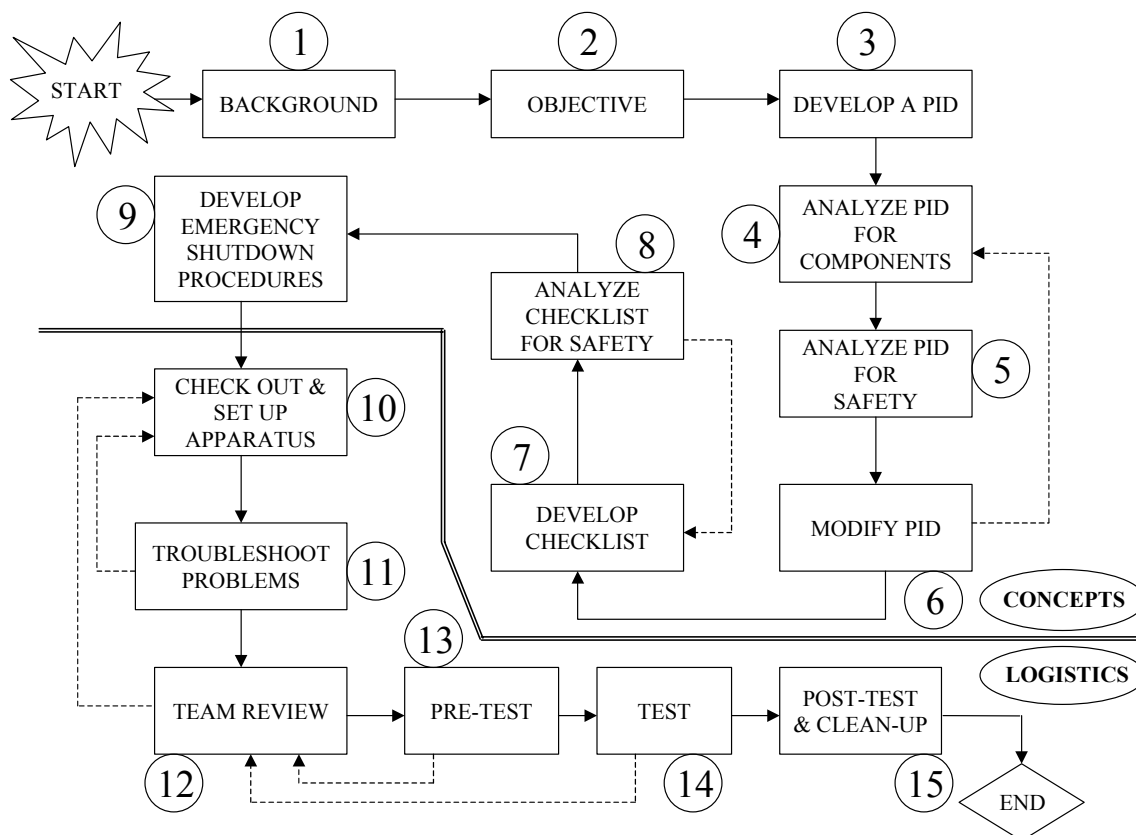 START
1
BACKGROUND
2
OBJECTIVE
3
DEVELOP A PID
4
ANALYZE PID
FOR
COMPONENTS
5
ANALYZE PID
FOR
SAFETY
6
MODIFY PID
7
DEVELOP
CHECKLIST
8
ANALYZE
CHECKLIST
FOR SAFETY
9
DEVELOP
EMERGENCY
SHUTDOWN
PROCEDURES
CONCEPTS
LOGISTICS
10
CHECK OUT &
SET UP
APPARATUS
11
TROUBLESHOOT
PROBLEMS
12
TEAM REVIEW
13
PRE-TEST
14
TEST
15
POST-TEST
& CLEAN-UP
END